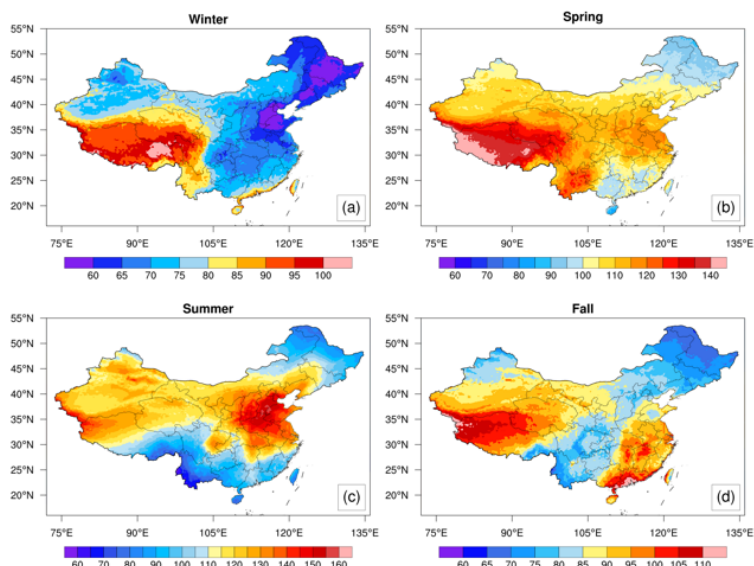 Winter
Spring
55°N
50°N
45°N
40°N
35°N
30°N
25°N
20°N
(a)
75°E 90°E 105°E 120°E 135°E
60 65 70 75 80 85 90 95 100
55°N
50°N
45°N
40°N
35°N
30°N
25°N
20°N
(b)
75°E 90°E 105°E 120°E 135°E
60 70 80 90 100 110 120 130 140
Summer
Fall
55°N
50°N
45°N
40°N
35°N
30°N
25°N
20°N
(c)
75°E 90°E 105°E 120°E 135°E
60 70 80 90 100 110 120 130 140 150 160
55°N
50°N
45°N
40°N
35°N
30°N
25°N
20°N
(d)
75°E 90°E 105°E 120°E 135°E
60 65 70 75 80 85 90 95 100 105 110